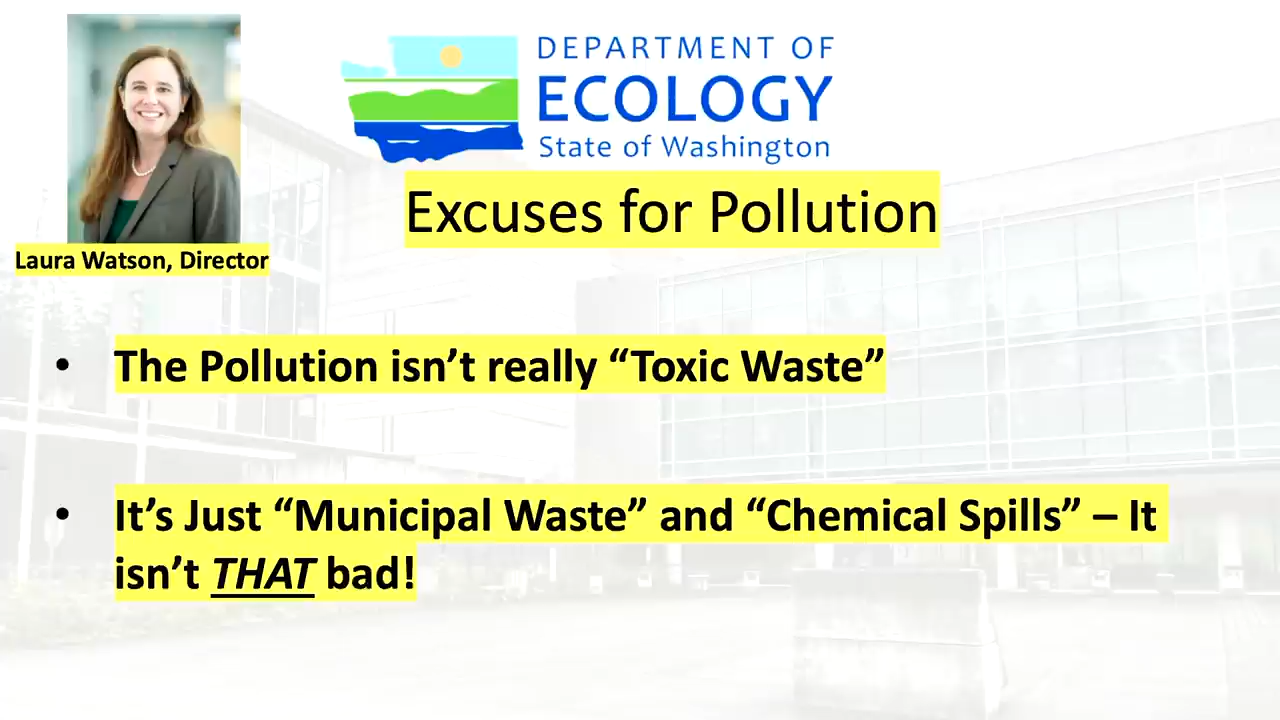 DEPARTMENT OF
ECOLOGY
State of Washington
Excuses for Pollution
Laura Watson, Director
• The Pollution isn’t really “Toxic Waste”
• It’s Just “Municipal Waste” and “Chemical Spills” – It
isn’t THAT bad!